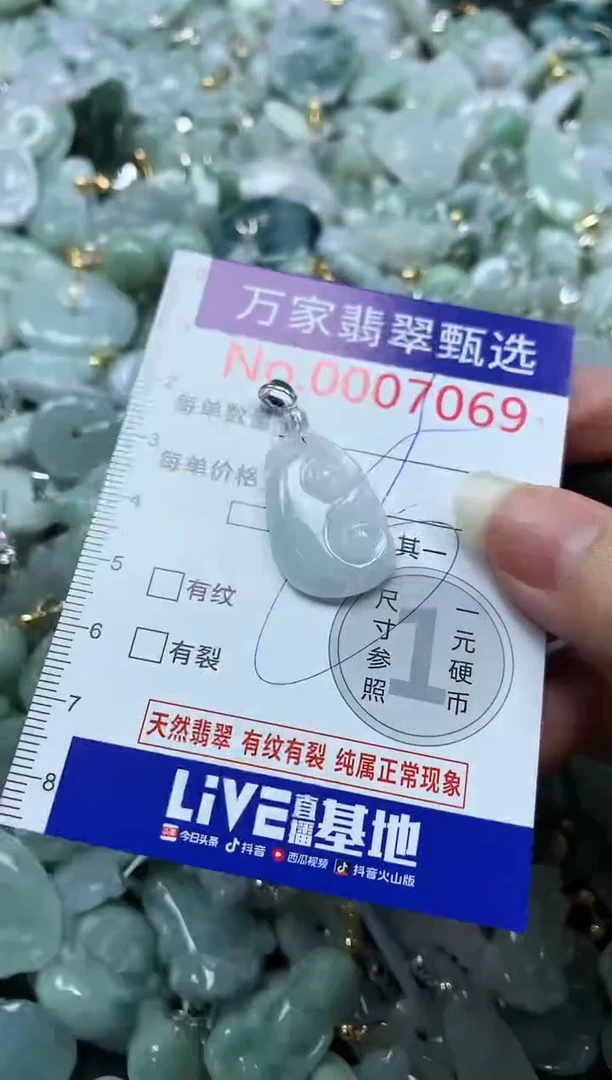 万家翡翠甄选
No.0007069
2
每单数量
3
每单价格
4
其一
5
有纹
尺寸参照
1
一元硬币
6
有裂
7
天然翡翠 有纹有裂 纯属正常现象
8
LiVE直播基地
今日头条 抖音 西瓜视频 抖音火山版